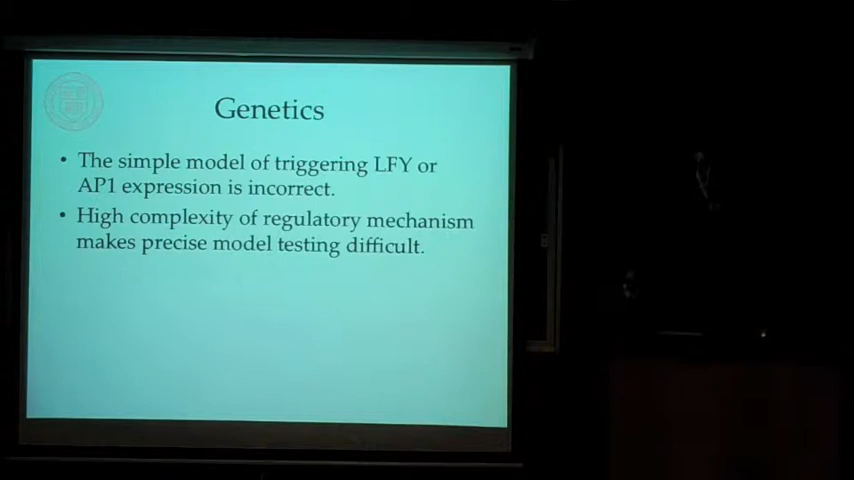 Genetics
• The simple model of triggering LFY or
AP1 expression is incorrect.
• High complexity of regulatory mechanism
makes precise model testing difficult.